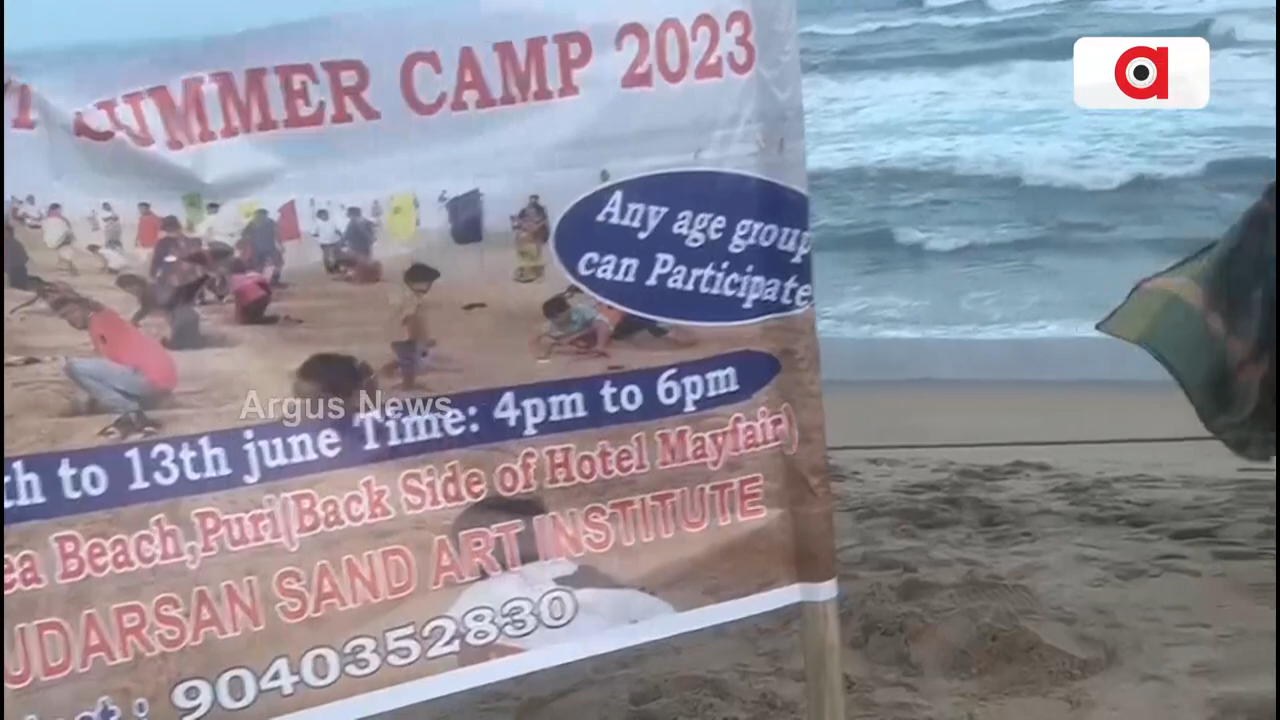 SUMMER CAMP 2023
Any age group
can Participate
Argus News
th to 13th june Time: 4pm to 6pm
ea Beach,Puri(Back Side of Hotel Mayfair)
UDARSAN SAND ART INSTITUTE
: 9040352830